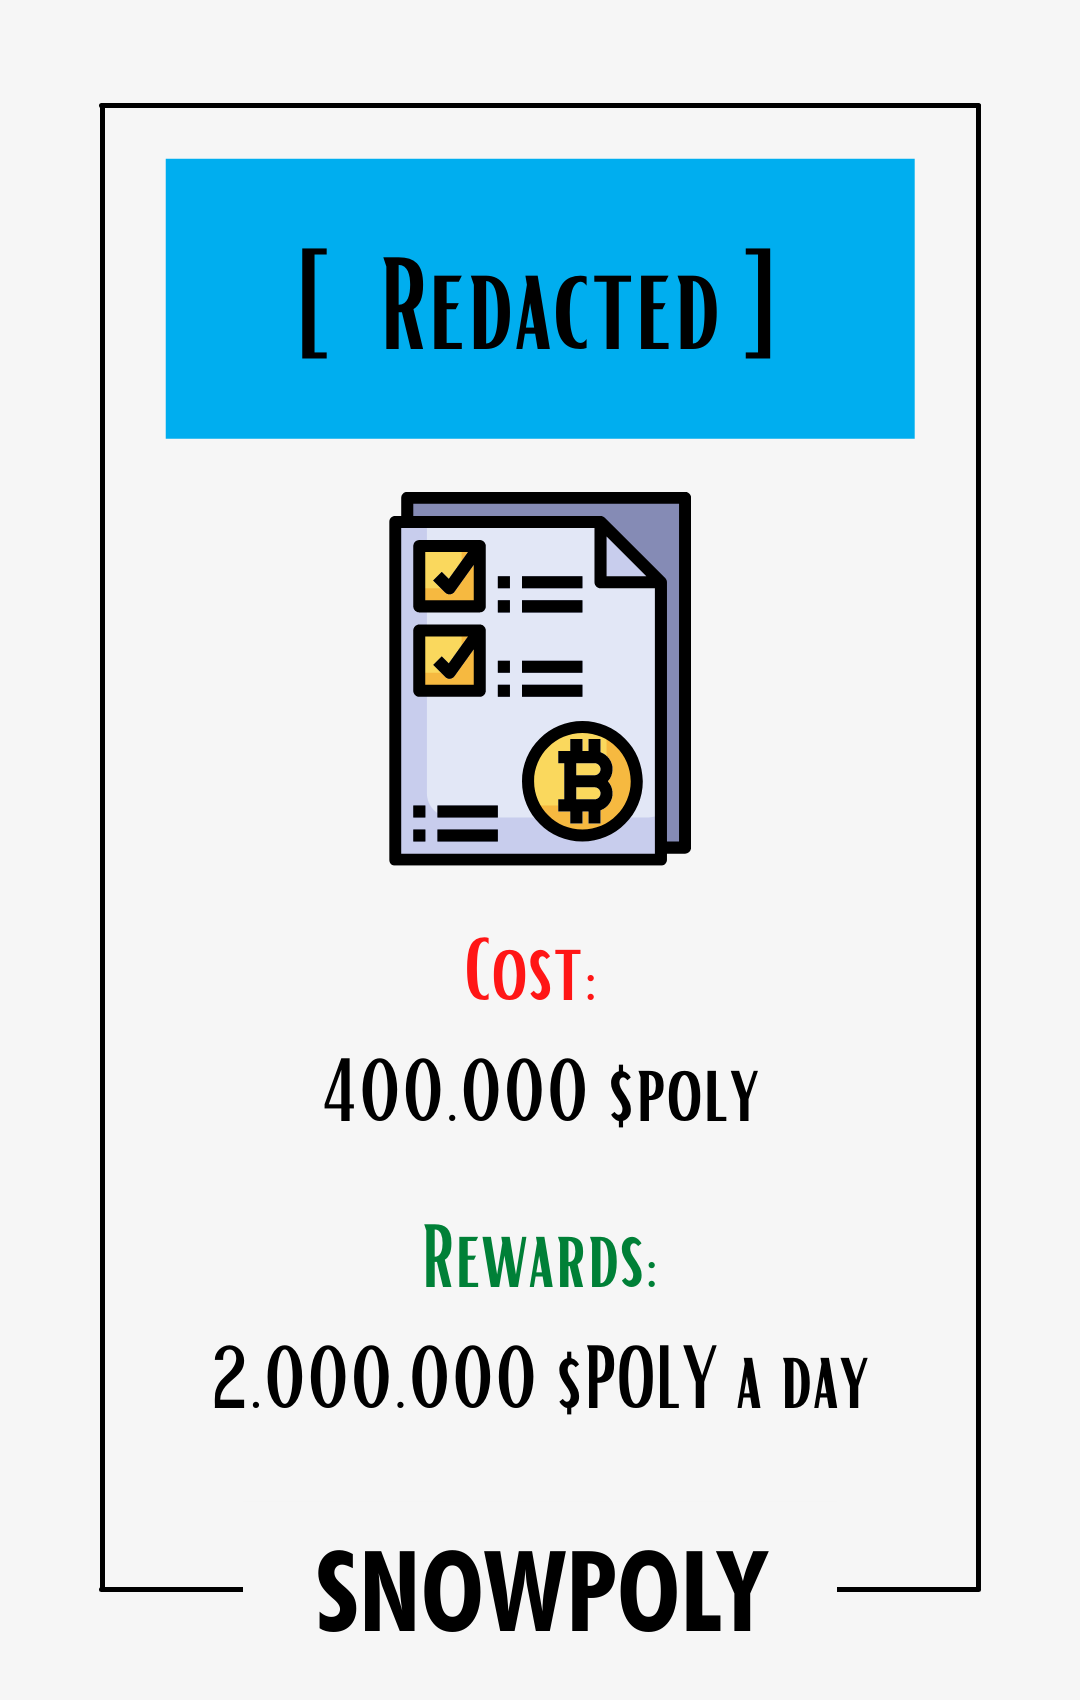 [ Redacted ]
Cost:
400.000 $poly
Rewards:
2.000.000 $POLY a day
SNOWPOLY